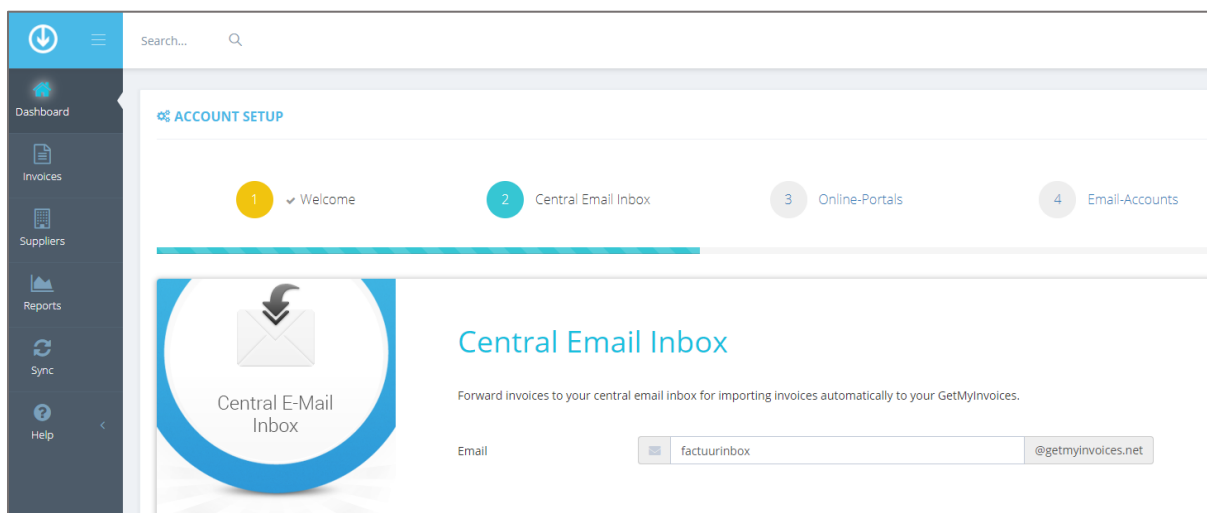 Search...
Dashboard
ACCOUNT SETUP
Invoices
1 Welcome 2 Central Email Inbox 3 Online-Portals 4 Email-Accounts
Suppliers
Reports
Sync
Help
Central E-Mail
Inbox
Central Email Inbox
Forward invoices to your central email inbox for importing invoices automatically to your GetMyInvoices.
Email factuurinbox @getmyinvoices.net